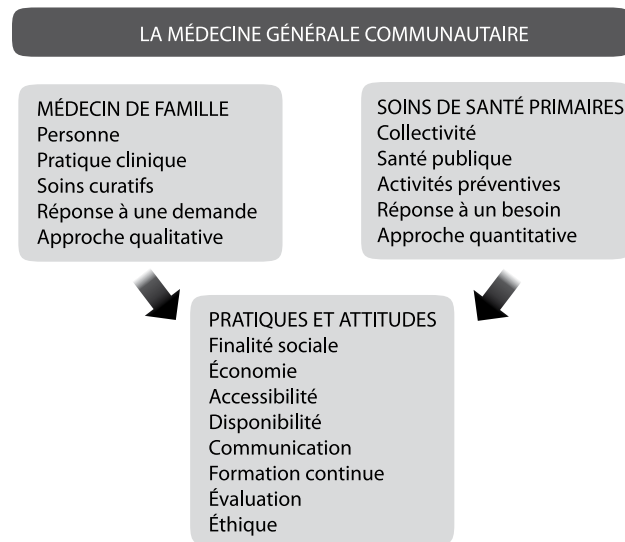 LA MÉDECINE GÉNÉRALE COMMUNAUTAIRE
MÉDECIN DE FAMILLE
Personne
Pratique clinique
Soins curatifs
Réponse à une demande
Approche qualitative
SOINS DE SANTÉ PRIMAIRES
Collectivité
Santé publique
Activités préventives
Réponse à un besoin
Approche quantitative
PRATIQUES ET ATTITUDES
Finalité sociale
Économie
Accessibilité
Disponibilité
Communication
Formation continue
Évaluation
Éthique